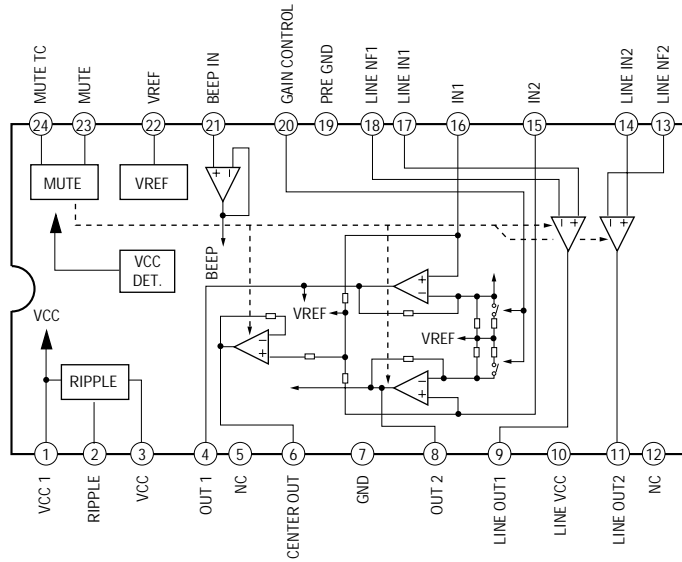 MUTE TC
MUTE
VREF
BEEP IN
GAIN CONTROL
PRE GND
LINE NF1
LINE IN1
IN1
IN2
LINE IN2
LINE NF2
24
23
22
21
20
19
18
17
16
15
14
13
MUTE
VREF
+ −
− +
− +
VCC
DET.
BEEP
VCC
VREF
+
−
VREF
−
+
RIPPLE
−
+
1
2
3
4
5
6
7
8
9
10
11
12
VCC 1
RIPPLE
VCC
OUT 1
NC
CENTER OUT
GND
OUT 2
LINE OUT1
LINE VCC
LINE OUT2
NC